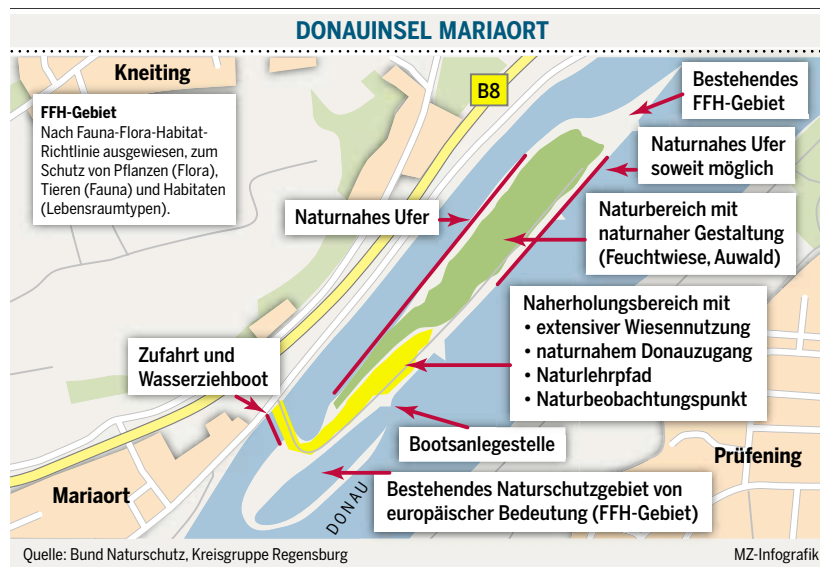 DONAUINSEL MARIAORT
Kneiting
FFH-Gebiet
Nach Fauna-Flora-Habitat-
Richtlinie ausgewiesen, zum
Schutz von Pflanzen (Flora),
Tieren (Fauna) und Habitaten
(Lebensraumtypen).
B8
Bestehendes
FFH-Gebiet
Naturnahes Ufer
soweit möglich
Naturnahes Ufer
Naturbereich mit
naturnaher Gestaltung
(Feuchtwiese, Auwald)
Naherholungsbereich mit
• extensiver Wiesennutzung
• naturnahem Donauzugang
• Naturlehrpfad
• Naturbeobachtungspunkt
Zufahrt und
Wasserziehboot
Bootsanlegestelle
Prüfening
Mariaort
DONAU
Bestehendes Naturschutzgebiet von
europäischer Bedeutung (FFH-Gebiet)
Quelle: Bund Naturschutz, Kreisgruppe Regensburg
MZ-Infografik